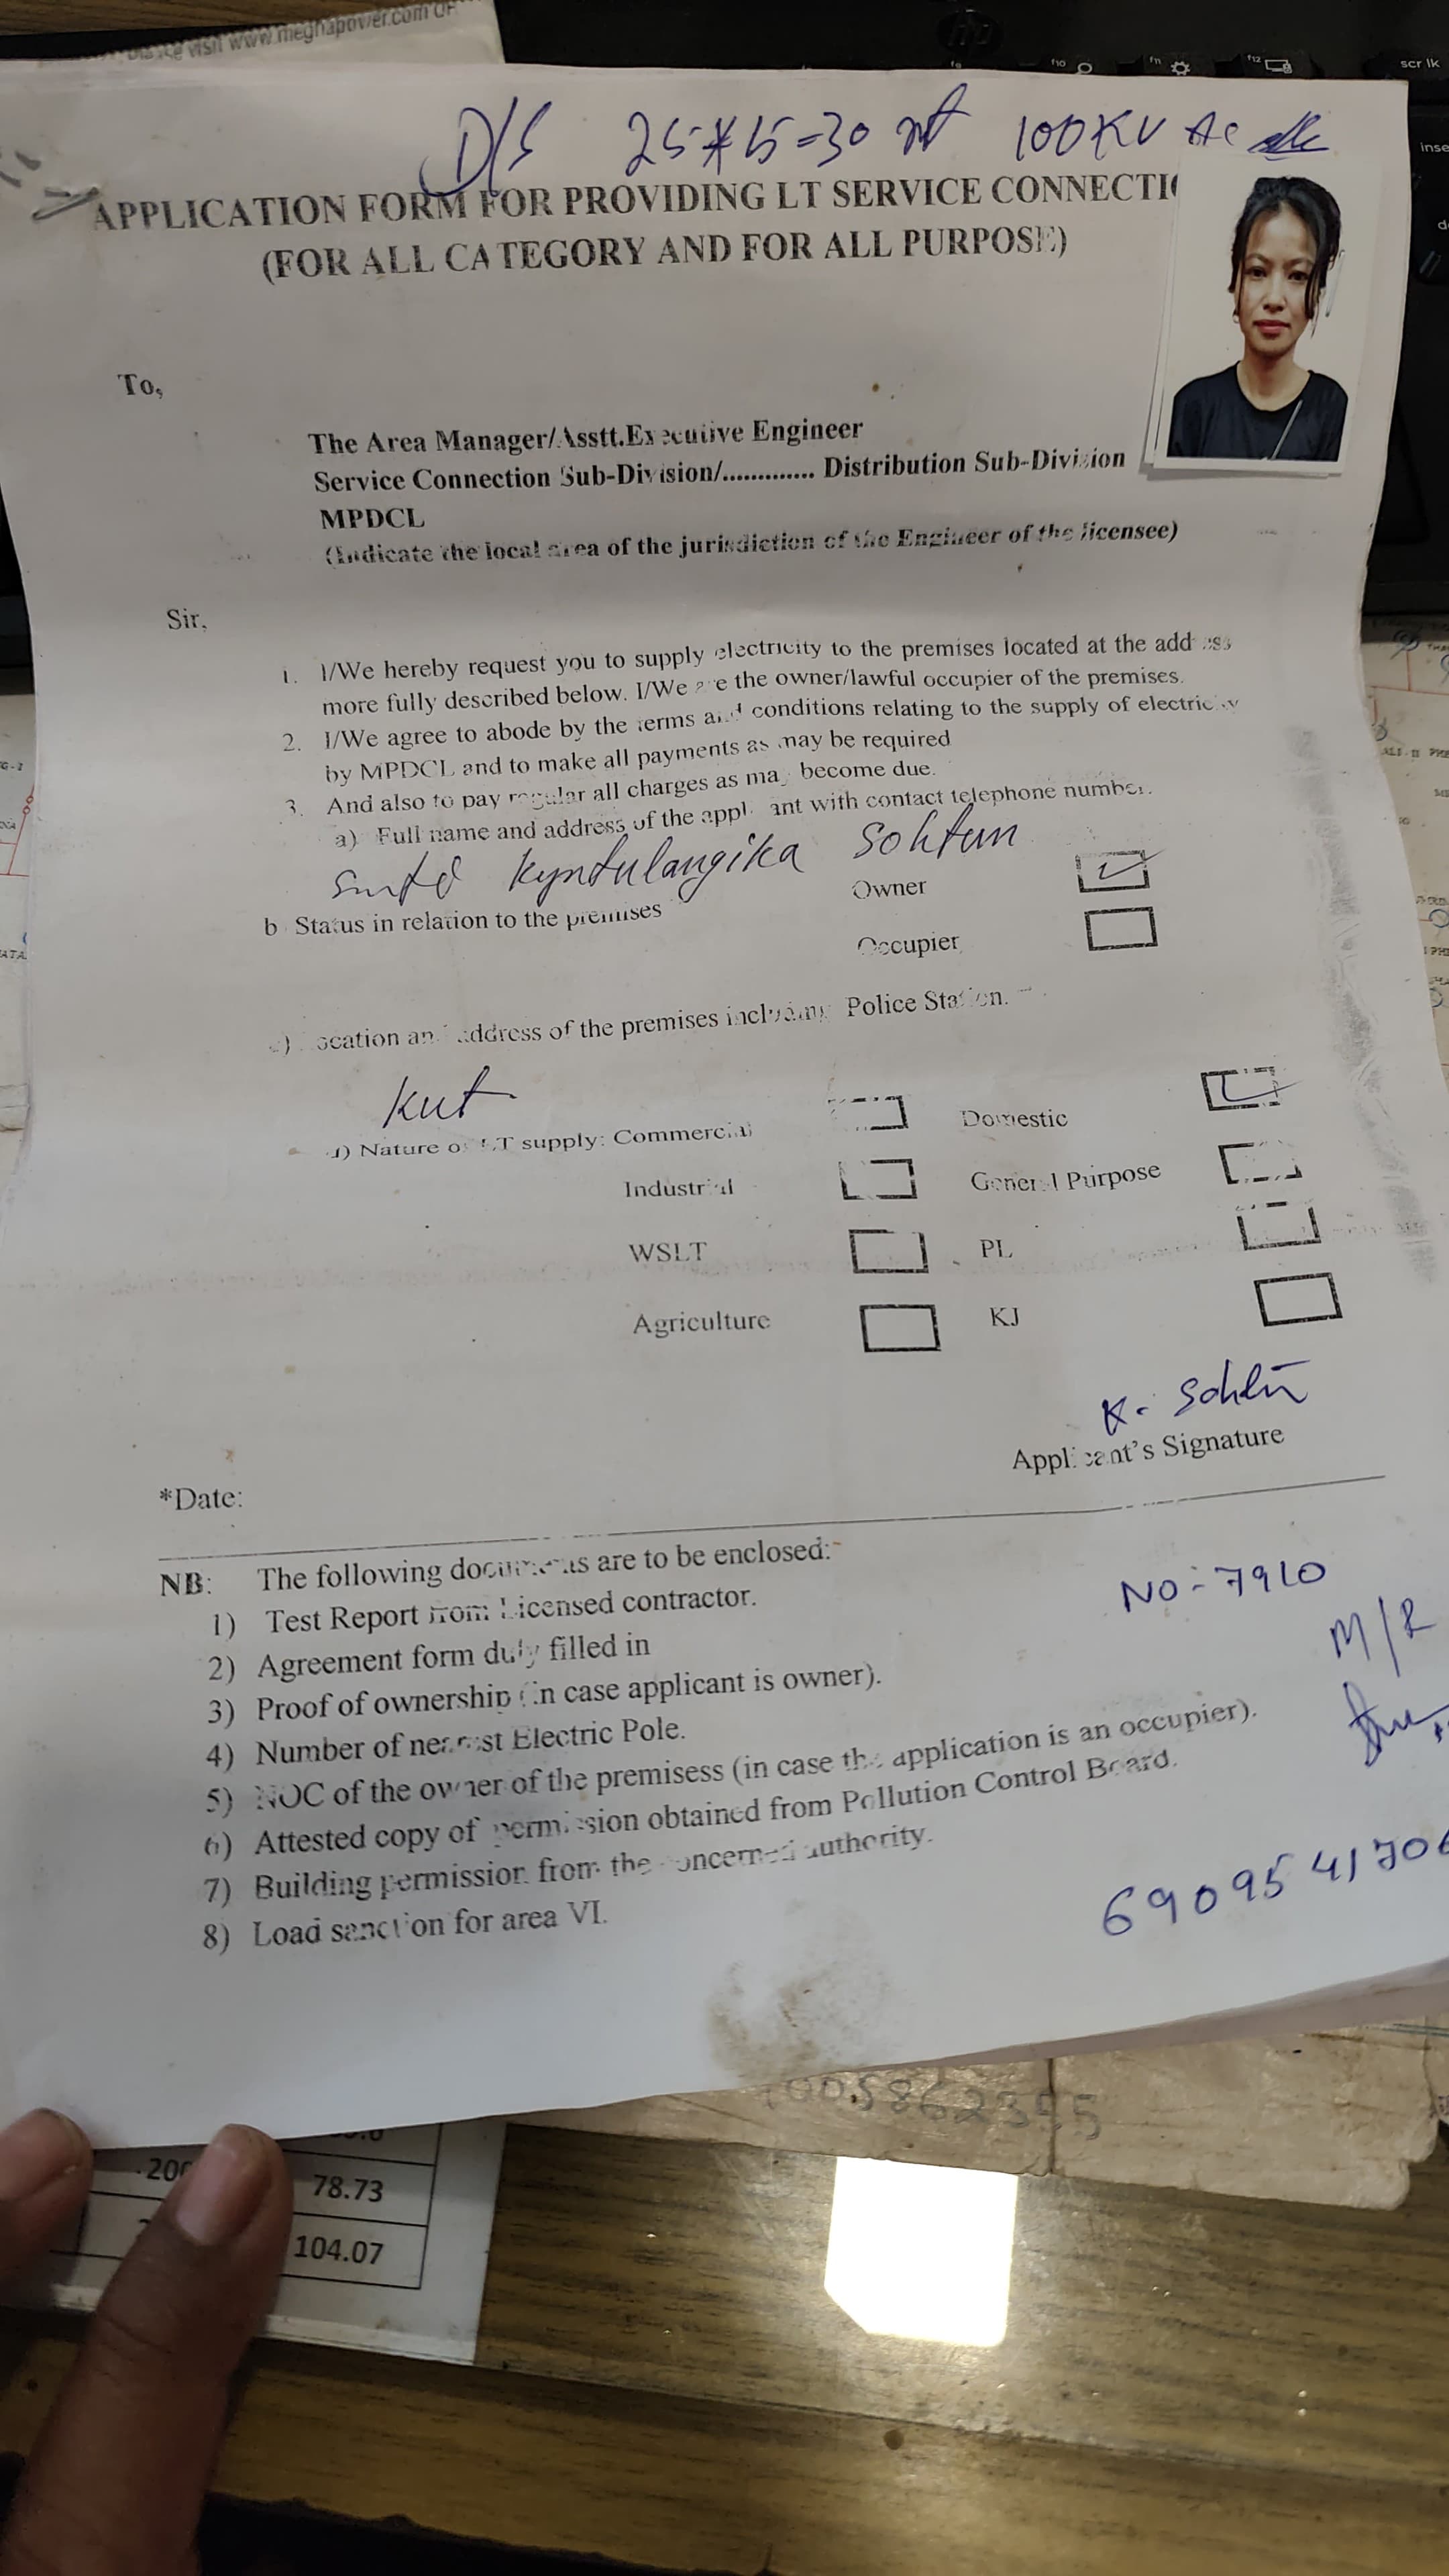 visit www.meghapower.com
f10 f11 f12 scr lk
D/S 25*15=30 mt 100KV AC
APPLICATION FORM FOR PROVIDING LT SERVICE CONNECTI
(FOR ALL CATEGORY AND FOR ALL PURPOSE)
To,
The Area Manager/Asstt.Executive Engineer
Service Connection Sub-Division/............. Distribution Sub-Division
MPDCL
(Indicate the local area of the jurisdiction of the Engineer of the licensee)
Sir,
1. I/We hereby request you to supply electricity to the premises located at the address
more fully described below. I/We are the owner/lawful occupier of the premises.
2. I/We agree to abode by the terms and conditions relating to the supply of electricity
by MPDCL and to make all payments as may be required
3. And also to pay regular all charges as may become due.
a) Full name and address of the applicant with contact telephone number.
Smtd Kyntulangika Sohtun
b Status in relation to the premises Owner
Occupier
c) Location and address of the premises including Police Station.
Kut
d) Nature of LT supply: Commercial Domestic
Industrial General Purpose
WSLT PL
Agriculture KJ
K. Sohtun
Applicant's Signature
*Date:
NB: The following documents are to be enclosed:
1) Test Report from Licensed contractor.
2) Agreement form duly filled in
3) Proof of ownership (in case applicant is owner).
4) Number of nearest Electric Pole.
5) NOC of the owner of the premisess (in case the application is an occupier).
6) Attested copy of permission obtained from Pollution Control Board.
7) Building permission from the concerned authority.
8) Load sanction for area VI.
NO-7910
M/R
690954170
78.73
104.07